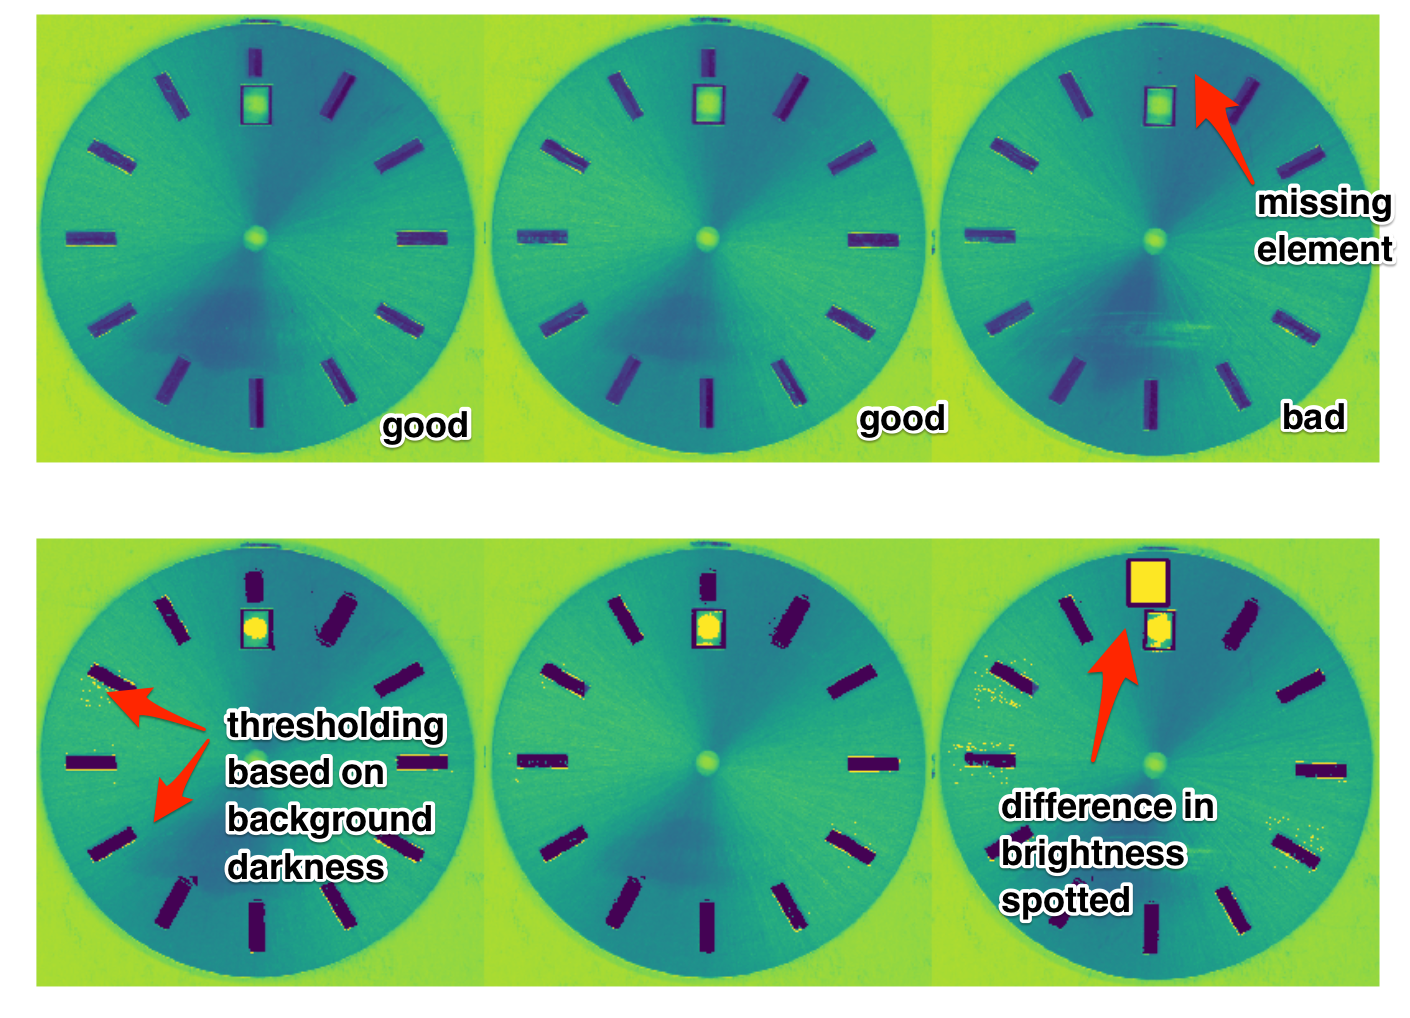 missing
element
good
good
bad
thresholding
based on
background
darkness
difference in
brightness
spotted